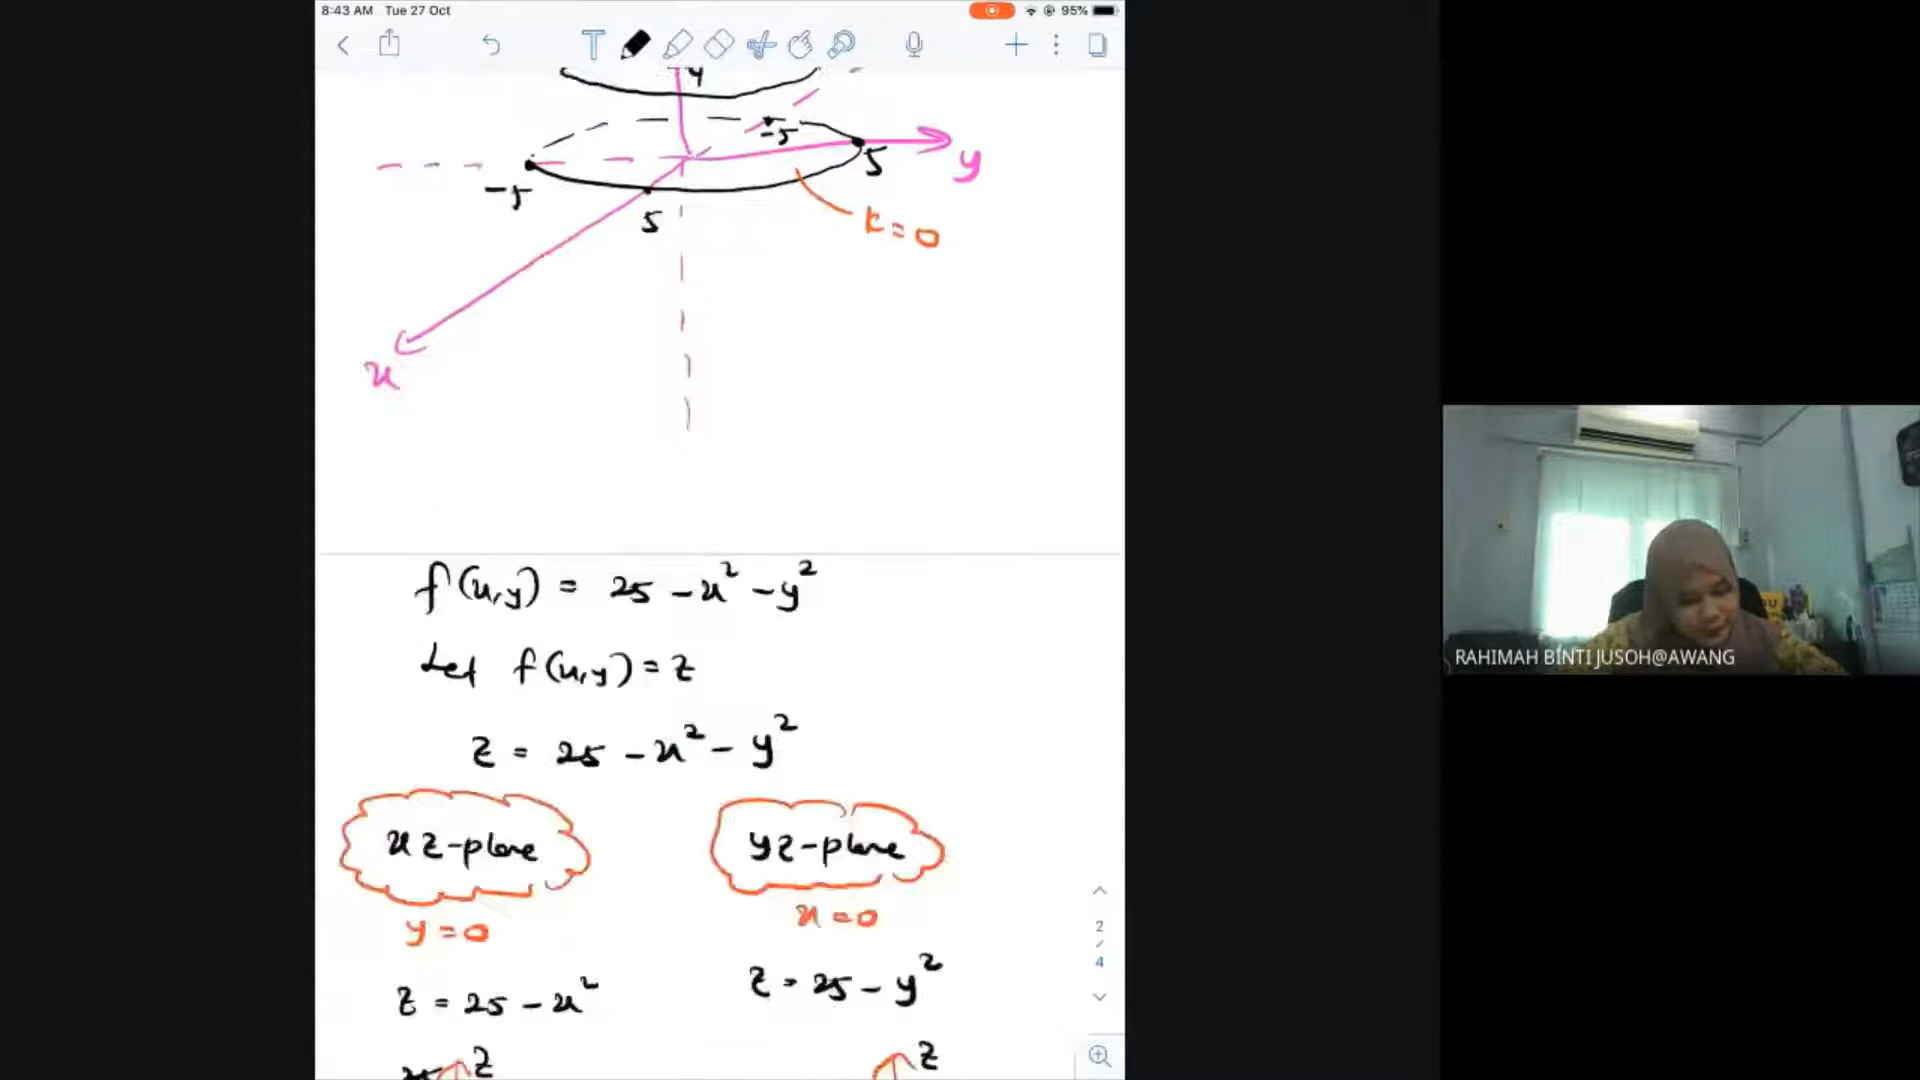 8:43 AM Tue 27 Oct
95%
T
4
-5
5
y
-5
5
k=0
x
f(x,y) = 25 - x² - y²
Let f(x,y) = z
z = 25 - x² - y²
xz-plane
yz-plane
y = 0
x = 0
z = 25 - x²
z = 25 - y²
25
z
z
2
/
4
RAHIMAH BINTI JUSOH@AWANG